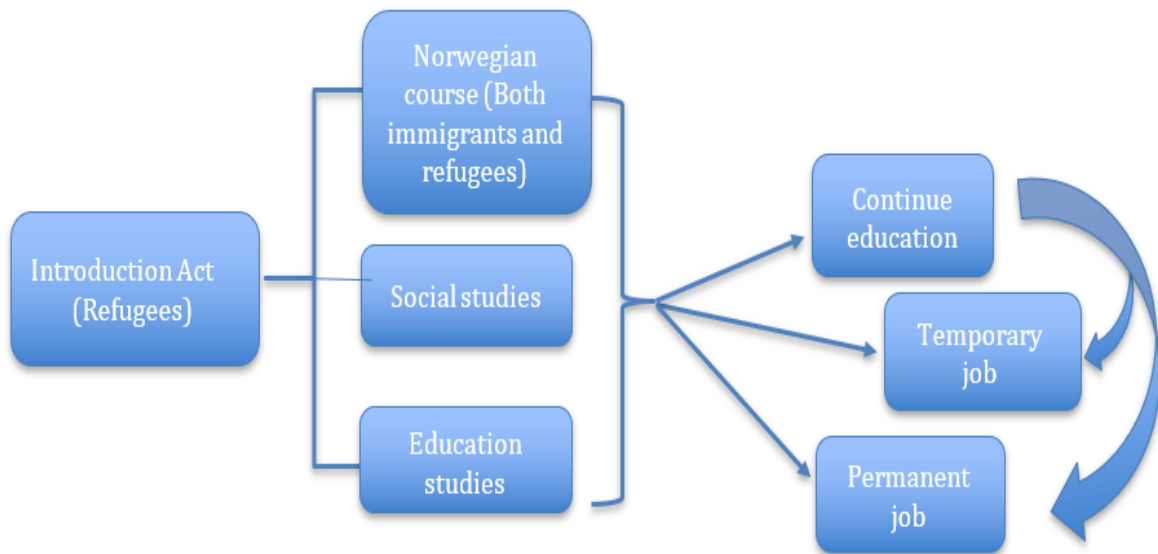 Introduction Act
(Refugees)
Norwegian
course (Both
immigrants and
refugees)
Social studies
Education
studies
Continue
education
Temporary
job
Permanent
job